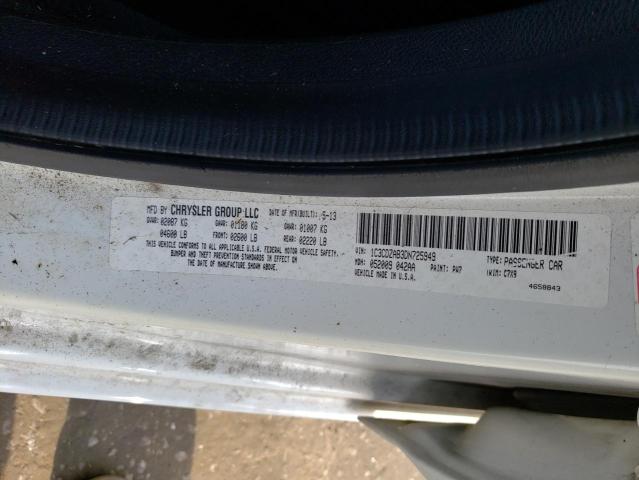 MFD BY CHRYSLER GROUP LLC DATE OF MFR(BUILT): 5-13
GVWR: 02087 KG GAWR: 01180 KG GAWR: 01007 KG
04600 LB FRONT: 02600 LB REAR: 02220 LB
THIS VEHICLE CONFORMS TO ALL APPLICABLE U.S.A. FEDERAL MOTOR VEHICLE SAFETY,
BUMPER AND THEFT PREVENTION STANDARDS IN EFFECT ON
THE DATE OF MANUFACTURE SHOWN ABOVE.
VIN: 1C3CDZAB3DN725949 TYPE: PASSENGER CAR
MDH: 052009 042AA PAINT: PW7 TRIM: C7X9
VEHICLE MADE IN U.S.A. 4658843